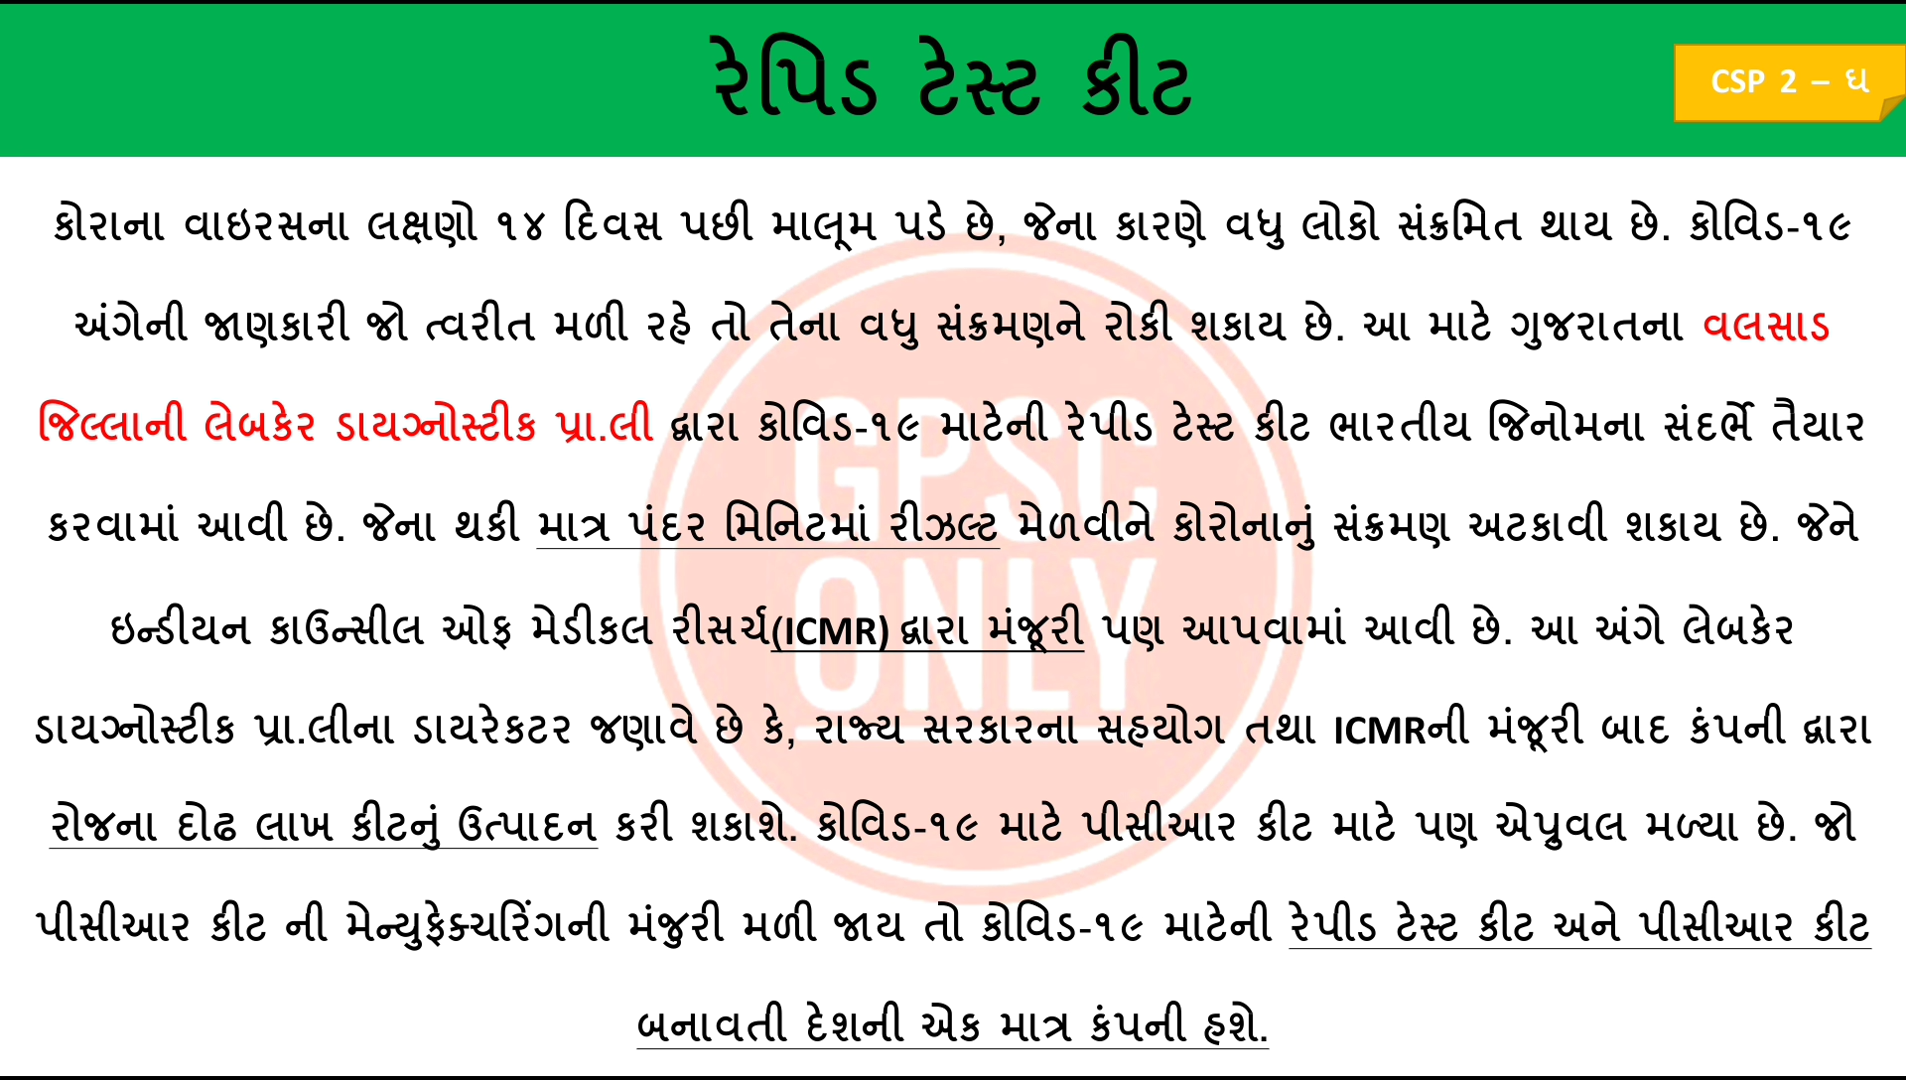 રેપિડ ટેસ્ટ કીટ
CSP 2 – ઘ
કોરાના વાઇરસના લક્ષણો ૧૪ દિવસ પછી માલૂમ પડે છે, જેના કારણે વધુ લોકો સંક્રમિત થાય છે. કોવિડ-૧૯
અંગેની જાણકારી જો ત્વરીત મળી રહે તો તેના વધુ સંક્રમણને રોકી શકાય છે. આ માટે ગુજરાતના વલસાડ
જિલ્લાની લેબકેર ડાયગ્નોસ્ટીક પ્રા.લી દ્વારા કોવિડ-૧૯ માટેની રેપીડ ટેસ્ટ કીટ ભારતીય જિનોમના સંદર્ભે તૈયાર
કરવામાં આવી છે. જેના થકી માત્ર પંદર મિનિટમાં રીઝલ્ટ મેળવીને કોરોનાનું સંક્રમણ અટકાવી શકાય છે. જેને
ઇન્ડીયન કાઉન્સીલ ઓફ મેડીકલ રીસર્ચ(ICMR) દ્વારા મંજૂરી પણ આપવામાં આવી છે. આ અંગે લેબકેર
ડાયગ્નોસ્ટીક પ્રા.લીના ડાયરેકટર જણાવે છે કે, રાજ્ય સરકારના સહયોગ તથા ICMRની મંજૂરી બાદ કંપની દ્વારા
રોજના દોઢ લાખ કીટનું ઉત્પાદન કરી શકાશે. કોવિડ-૧૯ માટે પીસીઆર કીટ માટે પણ એપ્રુવલ મળ્યા છે. જો
પીસીઆર કીટ ની મેન્યુફેક્ચરિંગની મંજુરી મળી જાય તો કોવિડ-૧૯ માટેની રેપીડ ટેસ્ટ કીટ અને પીસીઆર કીટ
બનાવતી દેશની એક માત્ર કંપની હશે.
GPSC
ONLY